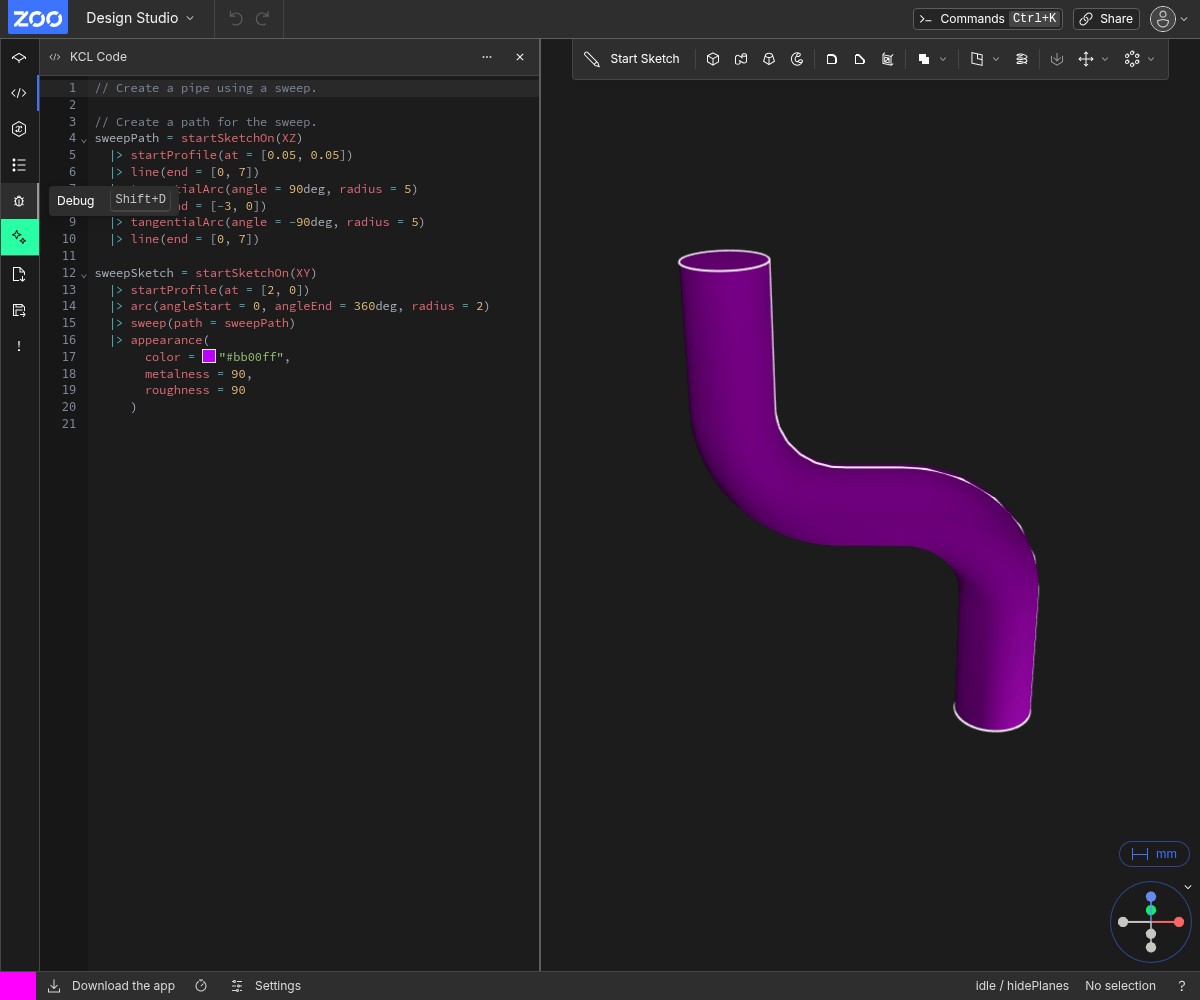 ZOO Design Studio Commands Ctrl+K Share
KCL Code
Start Sketch
1 // Create a pipe using a sweep.
2
3 // Create a path for the sweep.
4 sweepPath = startSketchOn(XZ)
5 |> startProfile(at = [0.05, 0.05])
6 |> line(end = [0, 7])
ialArc(angle = 90deg, radius = 5)
Debug Shift+D
nd = [-3, 0])
9 |> tangentialArc(angle = -90deg, radius = 5)
10 |> line(end = [0, 7])
11
12 sweepSketch = startSketchOn(XY)
13 |> startProfile(at = [2, 0])
14 |> arc(angleStart = 0, angleEnd = 360deg, radius = 2)
15 |> sweep(path = sweepPath)
16 |> appearance(
17 color = "#bb00ff",
18 metalness = 90,
19 roughness = 90
20 )
21
mm
Download the app Settings idle / hidePlanes No selection ?